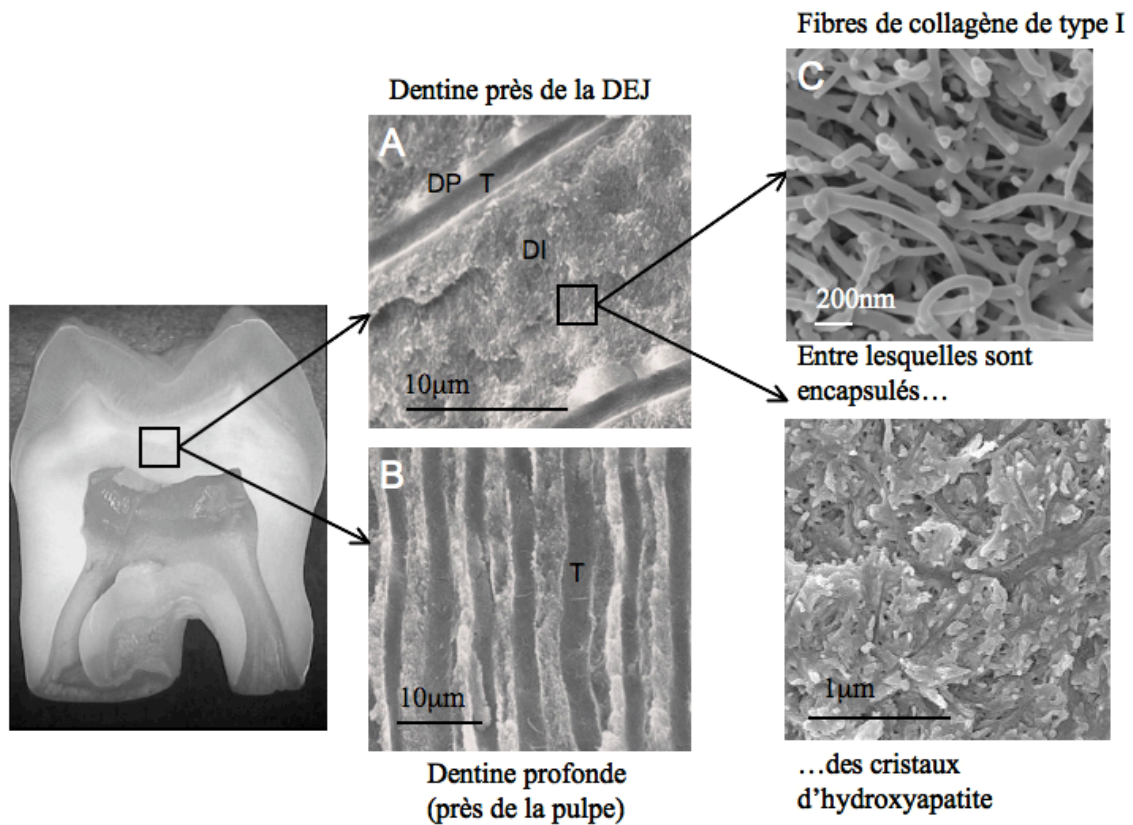 Fibres de collagène de type I
Dentine près de la DEJ
A
DP T
DI
10µm
C
200nm
Entre lesquelles sont
encapsulés…
B
T
10µm
Dentine profonde
(près de la pulpe)
1µm
…des cristaux
d’hydroxyapatite